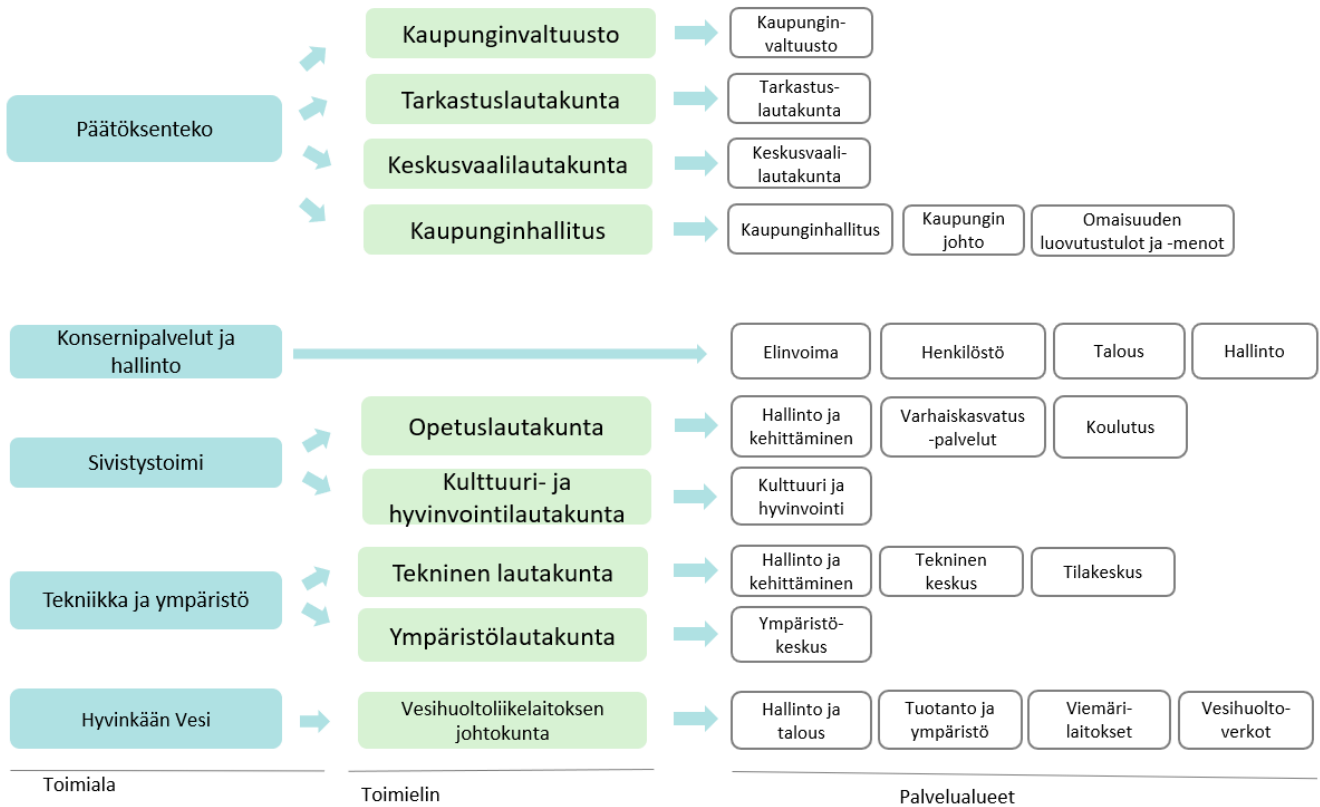 Päätöksenteko
Kaupunginvaltuusto
Kaupungin-
valtuusto
Tarkastuslautakunta
Tarkastus-
lautakunta
Keskusvaalilautakunta
Keskusvaali-
lautakunta
Kaupunginhallitus
Kaupunginhallitus
Kaupungin
johto
Omaisuuden
luovutustulot ja -menot
Konsernipalvelut ja
hallinto
Elinvoima
Henkilöstö
Talous
Hallinto
Sivistystoimi
Opetuslautakunta
Hallinto ja
kehittäminen
Varhaiskasvatus
-palvelut
Koulutus
Kulttuuri- ja
hyvinvointilautakunta
Kulttuuri ja
hyvinvointi
Tekniikka ja ympäristö
Tekninen lautakunta
Hallinto ja
kehittäminen
Tekninen
keskus
Tilakeskus
Ympäristölautakunta
Ympäristö-
keskus
Hyvinkään Vesi
Vesihuoltoliikelaitoksen
johtokunta
Hallinto ja
talous
Tuotanto ja
ympäristö
Viemäri-
laitokset
Vesihuolto-
verkot
Toimiala
Toimielin
Palvelualueet